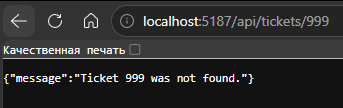 localhost:5187/api/tickets/999
Качественная печать
{"message":"Ticket 999 was not found."}